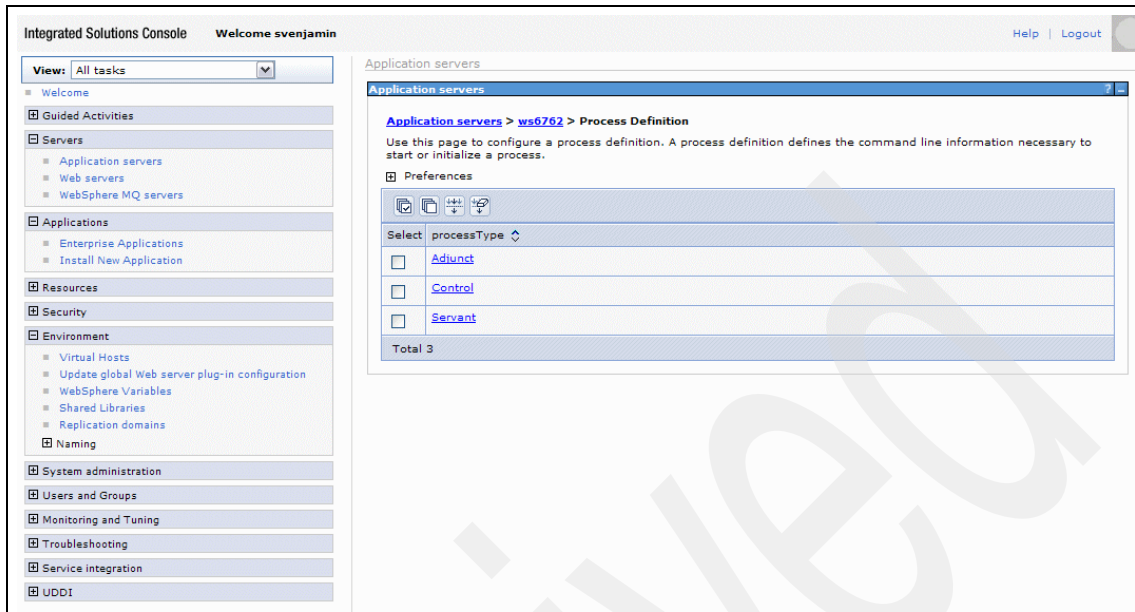 Integrated Solutions Console Welcome svenjamin Help | Logout
View: All tasks
Welcome
Guided Activities
Servers
Application servers
Web servers
WebSphere MQ servers
Applications
Enterprise Applications
Install New Application
Resources
Security
Environment
Virtual Hosts
Update global Web server plug-in configuration
WebSphere Variables
Shared Libraries
Replication domains
Naming
System administration
Users and Groups
Monitoring and Tuning
Troubleshooting
Service integration
UDDI
Application servers
Application servers ? -
Application servers > ws6762 > Process Definition
Use this page to configure a process definition. A process definition defines the command line information necessary to
start or initialize a process.
Preferences
Select processType
Adjunct
Control
Servant
Total 3
ived